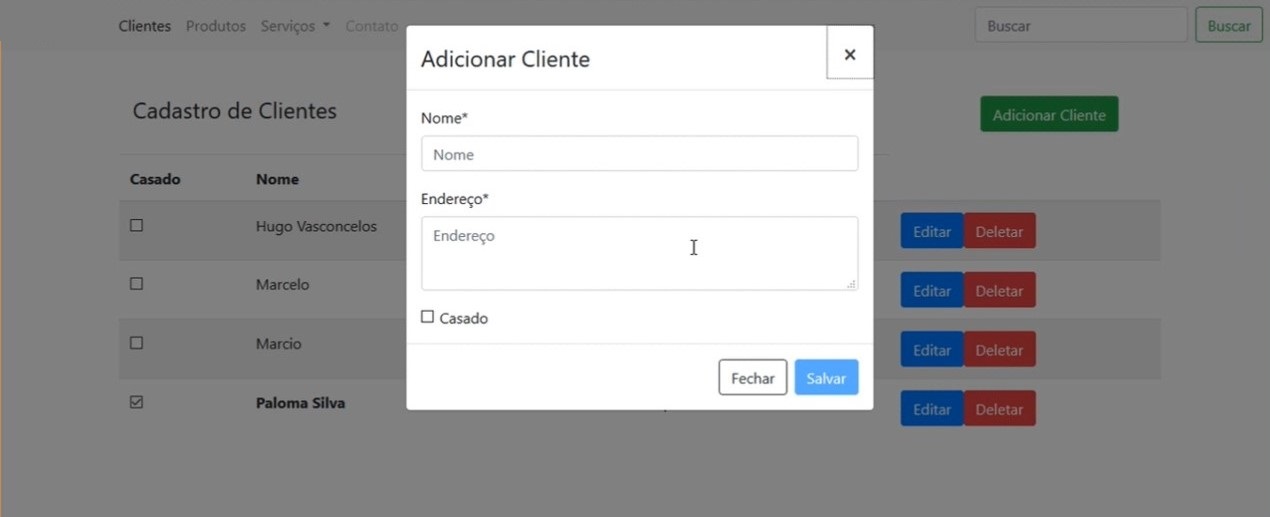 Clientes Produtos Serviços Contato Buscar Buscar
Adicionar Cliente ×
Cadastro de Clientes Adicionar Cliente
Nome*
Nome
Casado Nome
Endereço*
Endereço
Hugo Vasconcelos Editar Deletar
Marcelo Editar Deletar
Casado
Marcio Editar Deletar
Fechar Salvar
Paloma Silva Editar Deletar